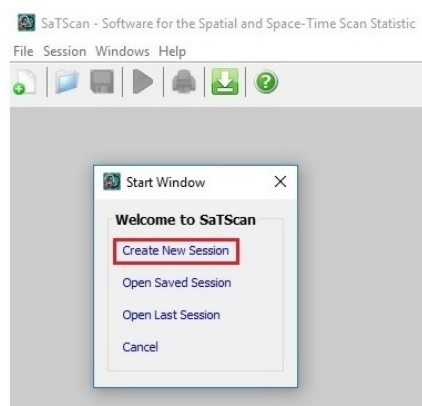 SaTScan - Software for the Spatial and Space-Time Scan Statistic
File Session Windows Help
Start Window
Welcome to SaTScan
Create New Session
Open Saved Session
Open Last Session
Cancel